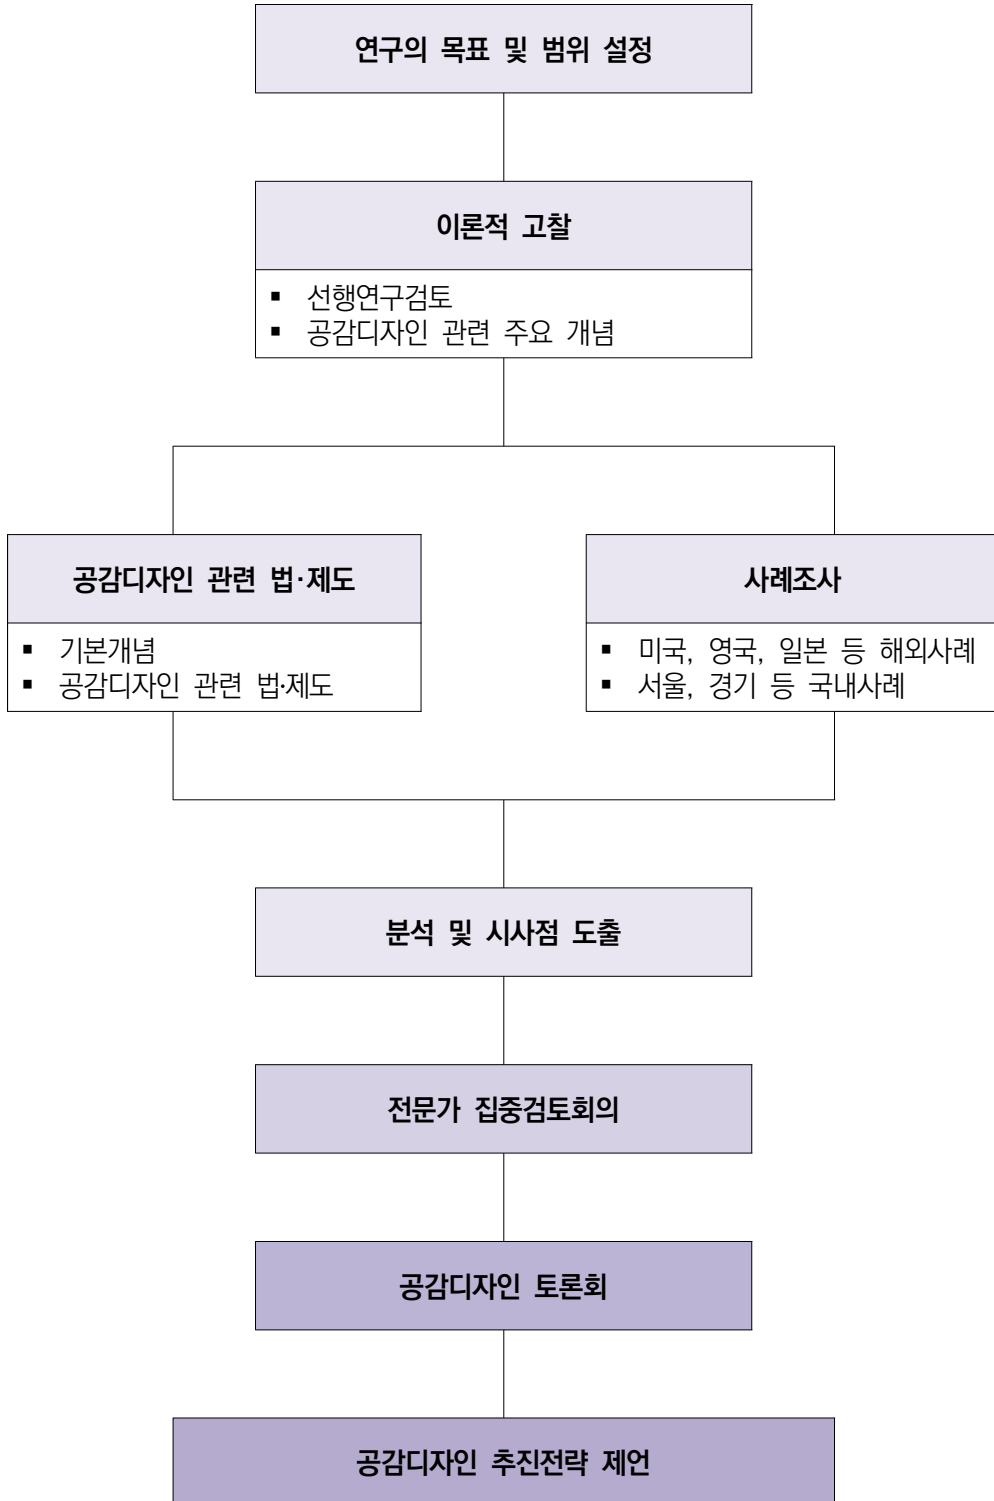 연구의 목표 및 범위 설정
이론적 고찰
▪ 선행연구검토
▪ 공감디자인 관련 주요 개념
공감디자인 관련 법·제도
▪ 기본개념
▪ 공감디자인 관련 법·제도
사례조사
▪ 미국, 영국, 일본 등 해외사례
▪ 서울, 경기 등 국내사례
분석 및 시사점 도출
전문가 집중검토회의
공감디자인 토론회
공감디자인 추진전략 제언